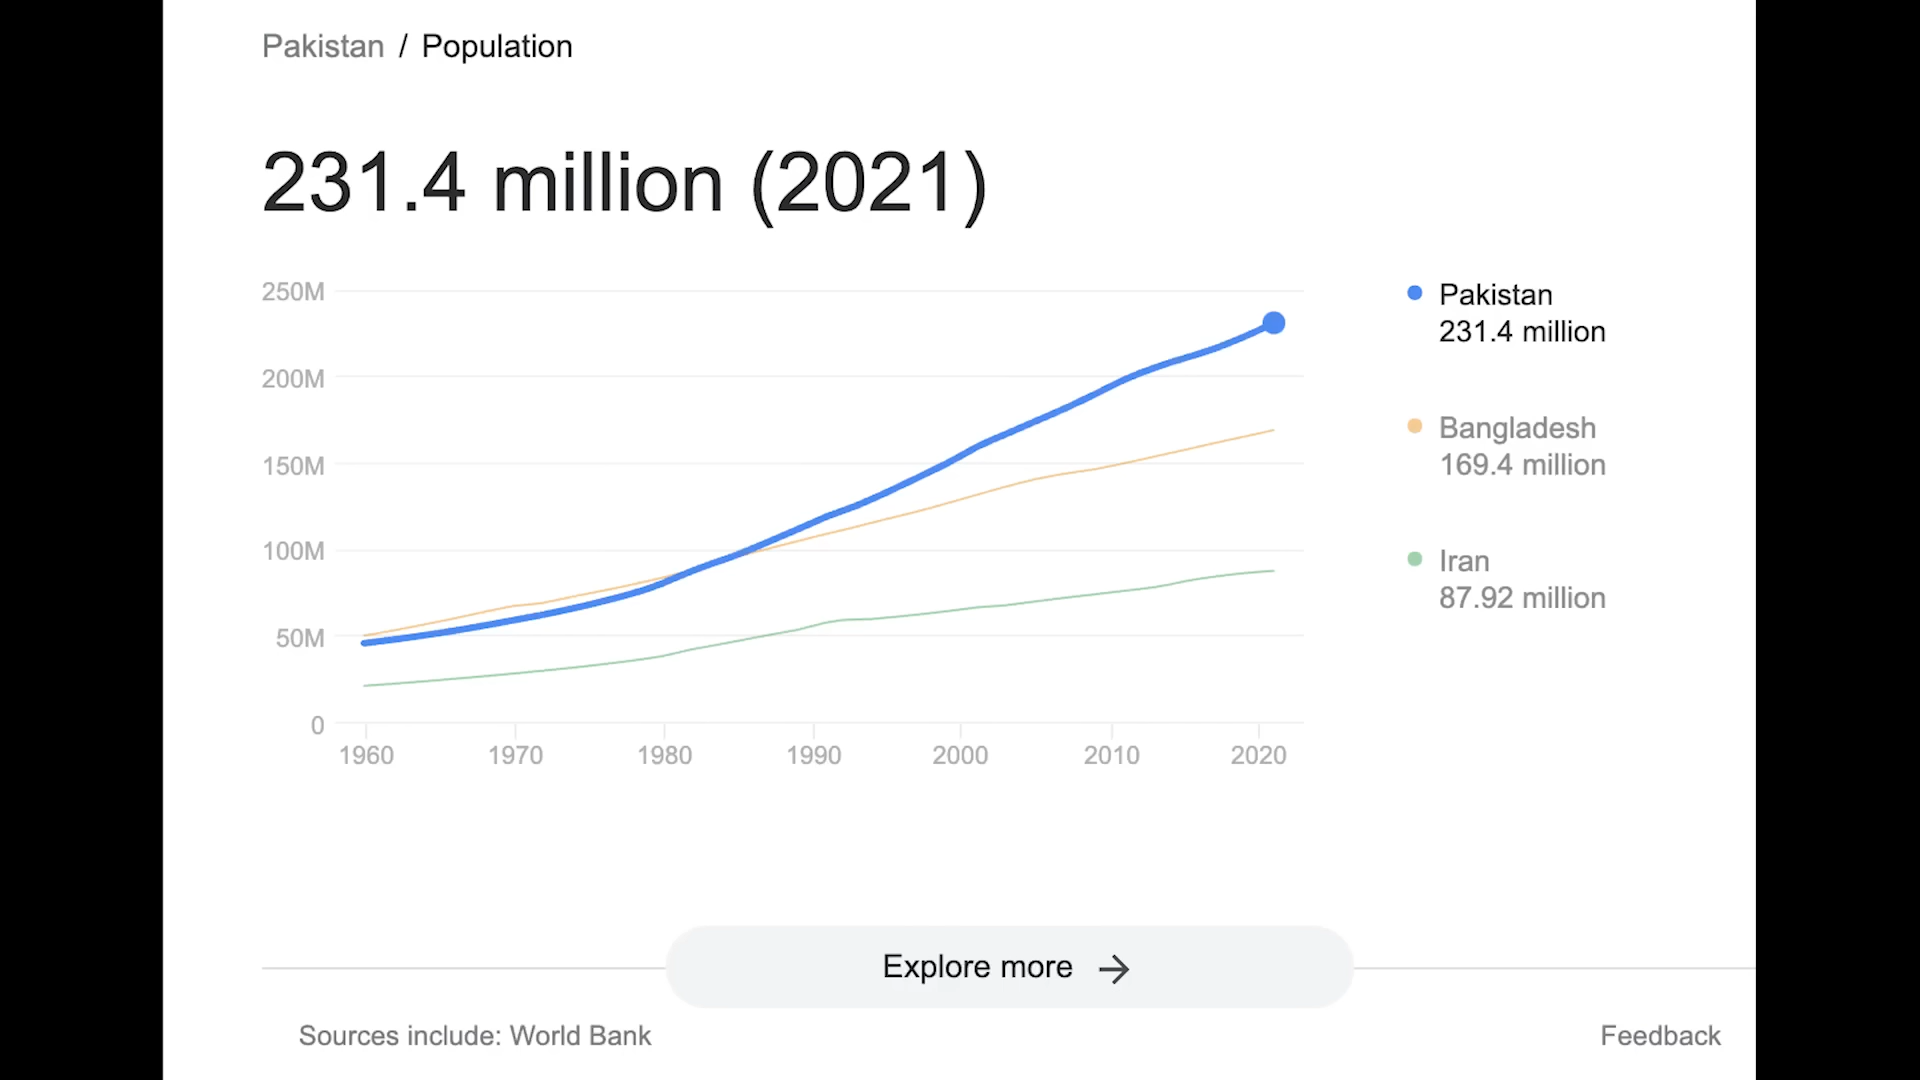 Pakistan / Population
231.4 million (2021)
250M
200M
150M
100M
50M
0
1960 1970 1980 1990 2000 2010 2020
Pakistan
231.4 million
Bangladesh
169.4 million
Iran
87.92 million
Explore more
Sources include: World Bank
Feedback